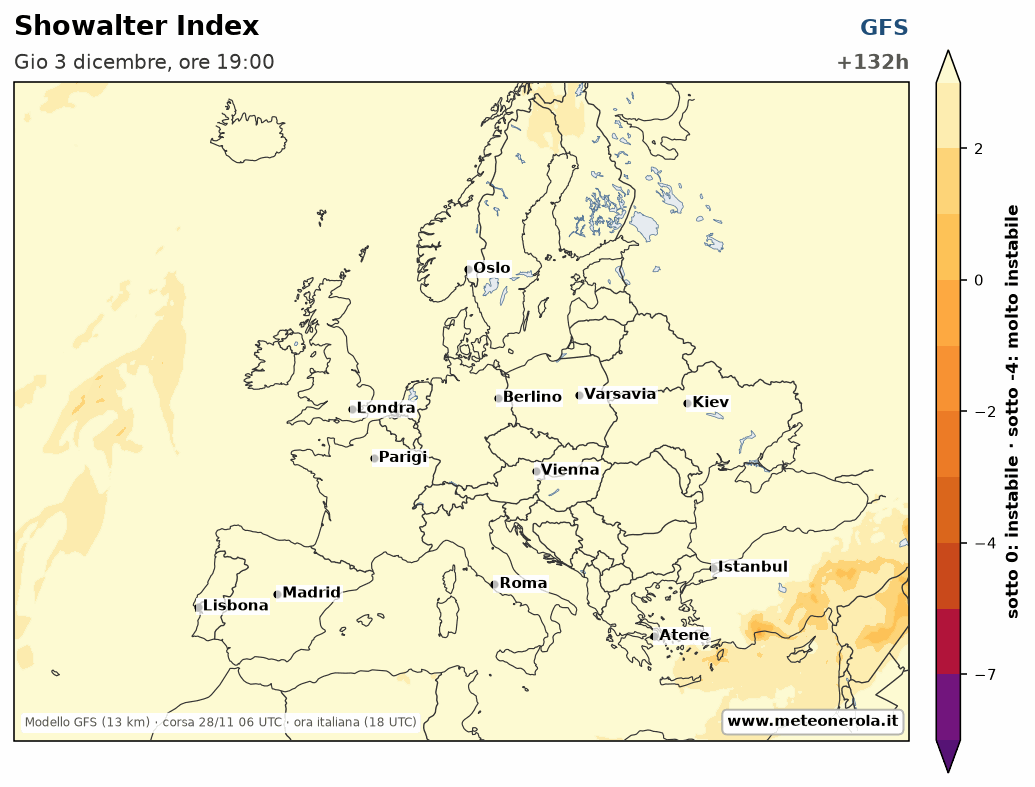 Showalter Index
GFS
Gio 3 dicembre, ore 19:00
+132h
Oslo
Londra
Berlino
Varsavia
Kiev
Parigi
Vienna
Lisbona
Madrid
Roma
Istanbul
Atene
Modello GFS (13 km) · corsa 28/11 06 UTC · ora italiana (18 UTC)
www.meteonerola.it
2
0
−2
−4
−7
sotto 0: instabile · sotto -4: molto instabile